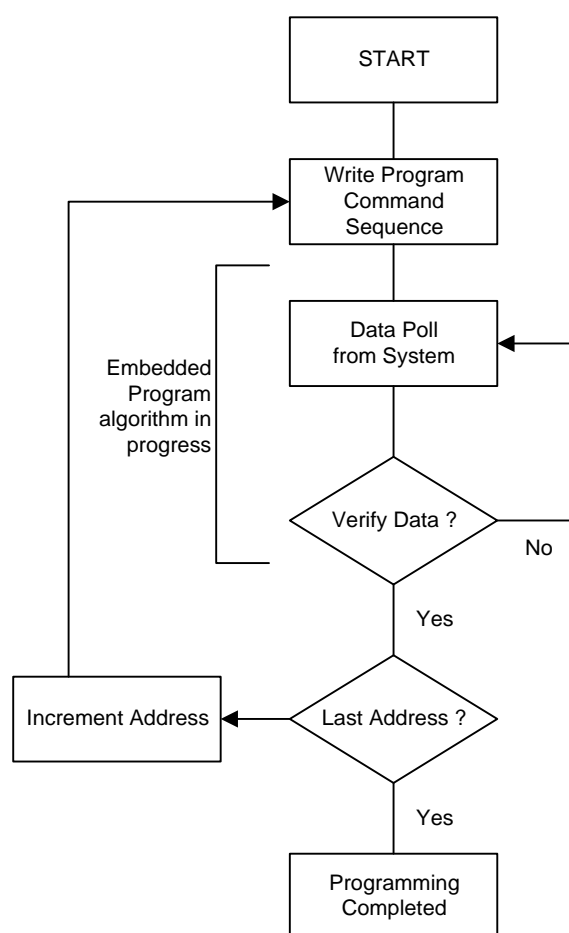 START
Write Program
Command
Sequence
Data Poll
from System
Embedded
Program
algorithm in
progress
Verify Data ?
No
Yes
Increment Address
Last Address ?
Yes
Programming
Completed